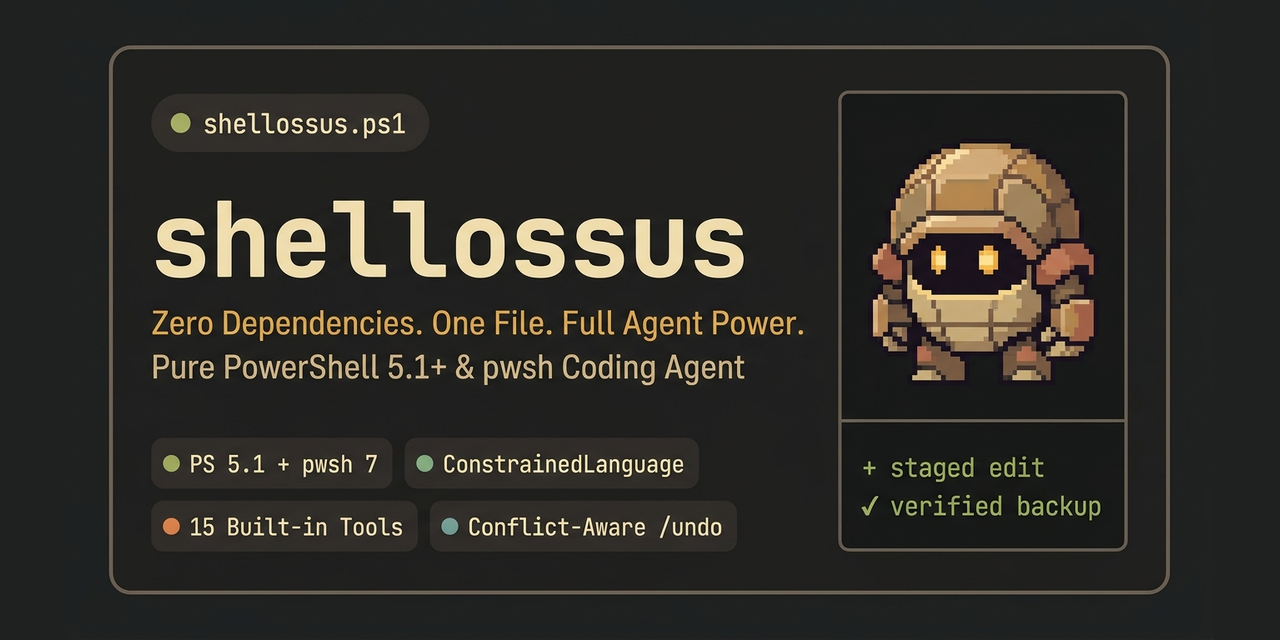 shellossus.ps1
shellossus
Zero Dependencies. One File. Full Agent Power.
Pure PowerShell 5.1+ & pwsh Coding Agent
PS 5.1 + pwsh 7
ConstrainedLanguage
15 Built-in Tools
Conflict-Aware /undo
+ staged edit
✓ verified backup